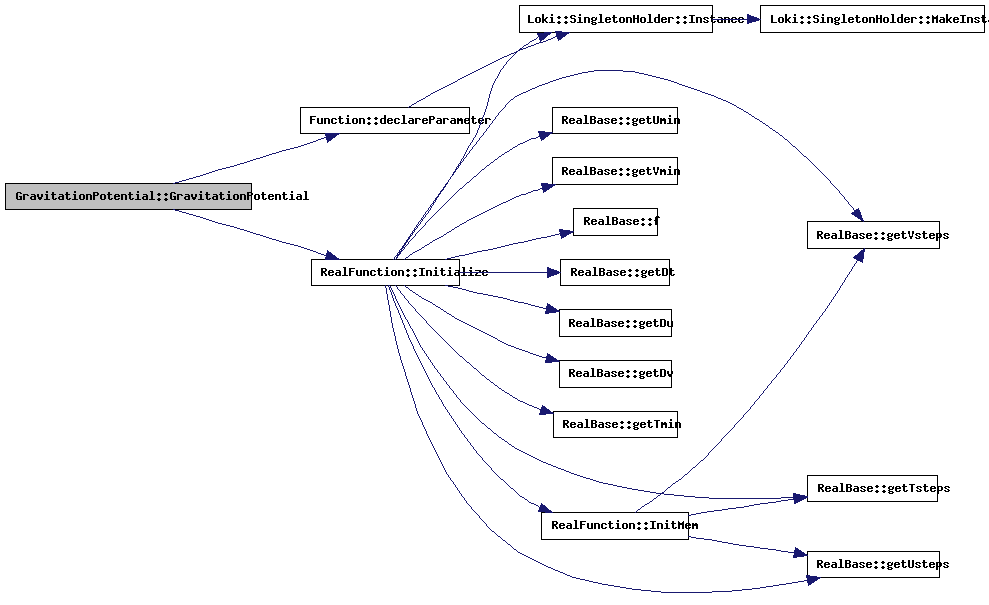 Loki::SingletonHolder::Instance
Loki::SingletonHolder::MakeInst
Function::declareParameter
RealBase::getUmin
RealBase::getVmin
GravitationPotential::GravitationPotential
RealBase::f
RealBase::getVsteps
RealFunction::Initialize
RealBase::getDt
RealBase::getDu
RealBase::getDv
RealBase::getTmin
RealBase::getTsteps
RealFunction::InitMem
RealBase::getUsteps